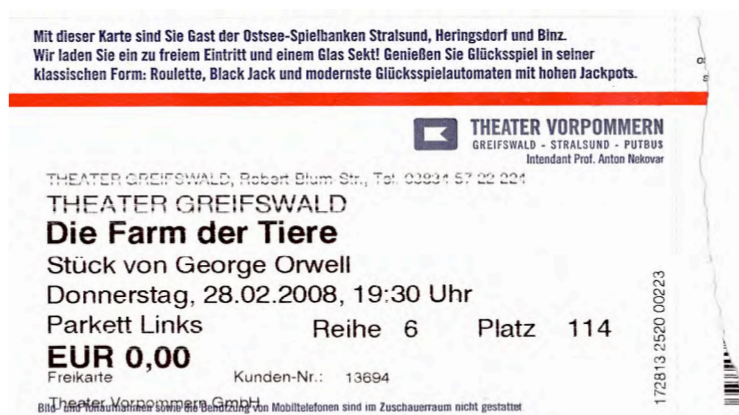 Mit dieser Karte sind Sie Gast der Ostsee-Spielbanken Stralsund, Heringsdorf und Binz.
Wir laden Sie ein zu freiem Eintritt und einem Glas Sekt! Genießen Sie Glücksspiel in seiner
klassischen Form: Roulette, Black Jack und modernste Glücksspielautomaten mit hohen Jackpots.
THEATER VORPOMMERN
GREIFSWALD - STRALSUND - PUTBUS
Intendant Prof. Anton Nekovar
THEATER GREIFSWALD, Robert Blum Str., Tel. 03834 57 22 224
THEATER GREIFSWALD
Die Farm der Tiere
Stück von George Orwell
Donnerstag, 28.02.2008, 19:30 Uhr
Parkett Links Reihe 6 Platz 114
EUR 0,00
Freikarte Kunden-Nr.: 13694
Theater Vorpommern GmbH
Bild- und Tonaufnahmen sowie die Benutzung von Mobiltelefonen sind im Zuschauerraum nicht gestattet
172813 2520 00223